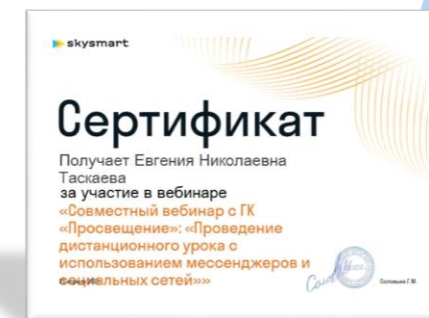 skysmart
Сертификат
Получает Евгения Николаевна
Таскаева
за участие в вебинаре
«Совместный вебинар с ГК
«Просвещение»: «Проведение
дистанционного урока с
использованием мессенджеров и
социальных сетей»»
Соловьев Г. М.